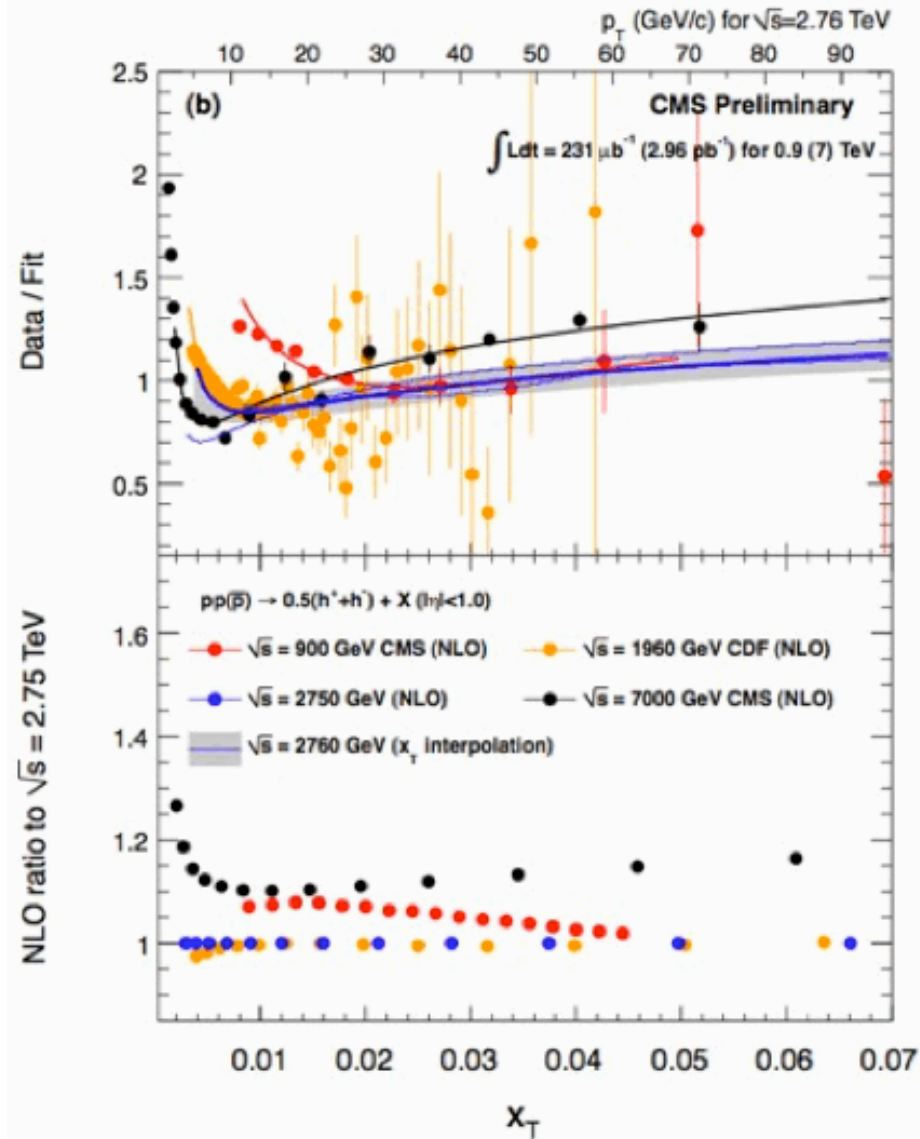 p_T (GeV/c) for √s=2.76 TeV
10 20 30 40 50 60 70 80 90
2.5
2
1.5
1
0.5
Data / Fit
(b)
CMS Preliminary
∫Ldt = 231 μb⁻¹ (2.96 pb⁻¹) for 0.9 (7) TeV
NLO ratio to √s = 2.75 TeV
1.6
1.4
1.2
1
pp(p̅) → 0.5(h⁺+h⁻) + X (|η|<1.0)
√s = 900 GeV CMS (NLO)
√s = 1960 GeV CDF (NLO)
√s = 2750 GeV (NLO)
√s = 7000 GeV CMS (NLO)
√s = 2760 GeV (x_T interpolation)
0.01 0.02 0.03 0.04 0.05 0.06 0.07
X_T